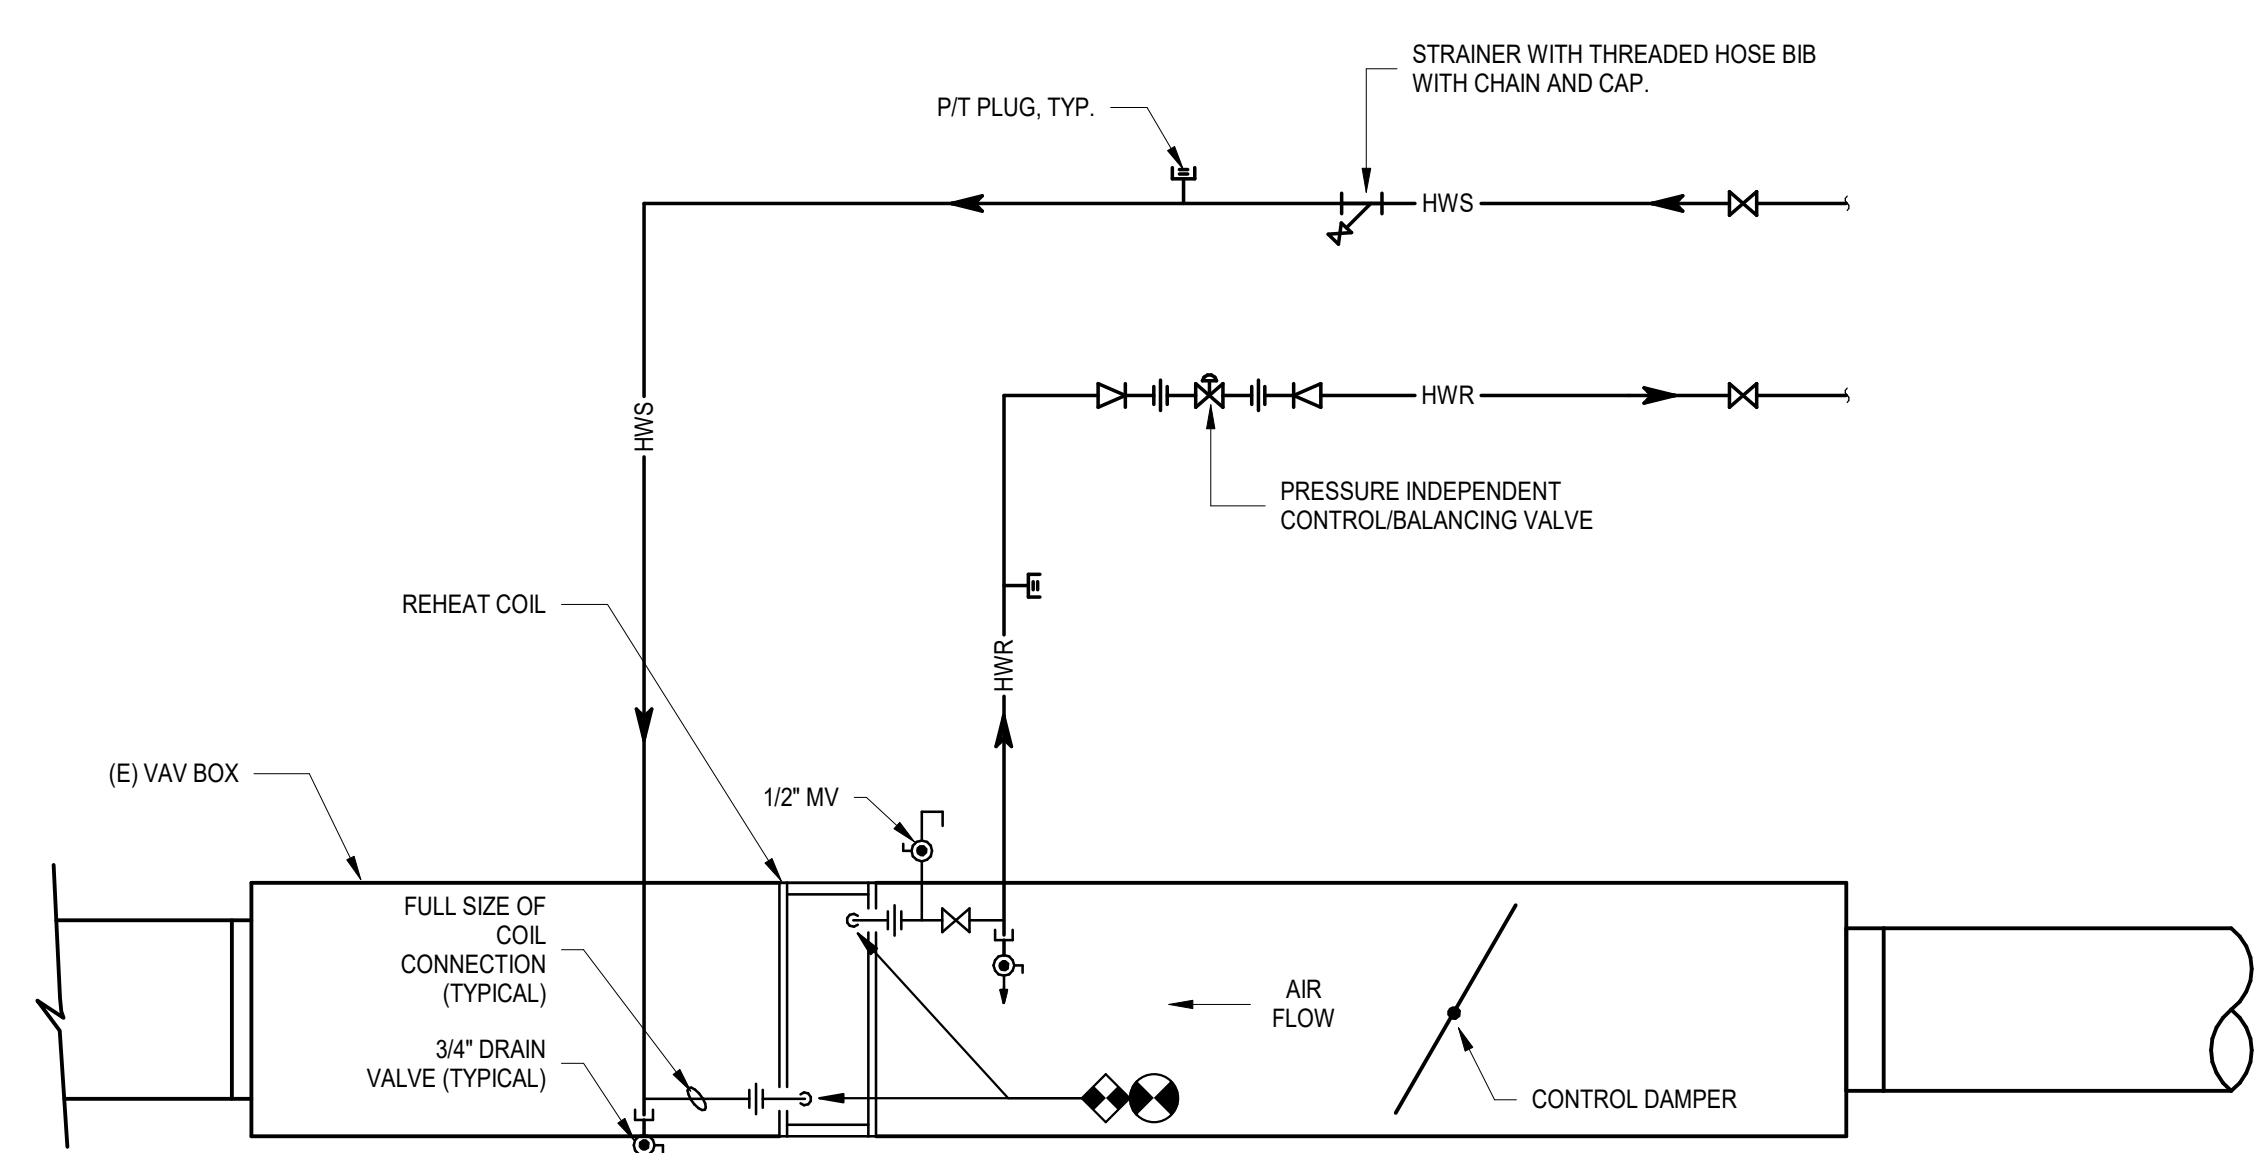 STRAINER WITH THREADED HOSE BIB
WITH CHAIN AND CAP.
P/T PLUG, TYP.
HWS
HWR
HWS
PRESSURE INDEPENDENT
CONTROL/BALANCING VALVE
REHEAT COIL
HWR
(E) VAV BOX
1/2" MV
FULL SIZE OF
COIL
CONNECTION
(TYPICAL)
AIR
FLOW
3/4" DRAIN
VALVE (TYPICAL)
CONTROL DAMPER